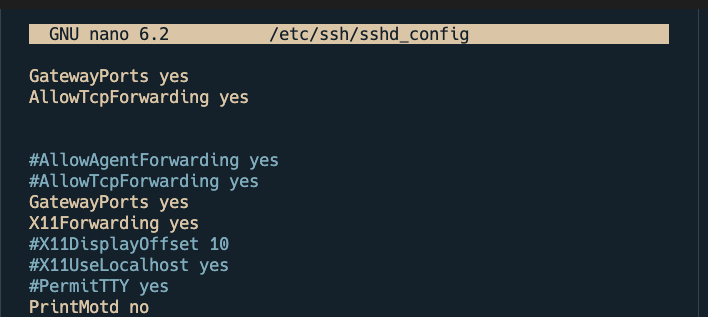 GNU nano 6.2 /etc/ssh/sshd_config
GatewayPorts yes
AllowTcpForwarding yes
#AllowAgentForwarding yes
#AllowTcpForwarding yes
GatewayPorts yes
X11Forwarding yes
#X11DisplayOffset 10
#X11UseLocalhost yes
#PermitTTY yes
PrintMotd no